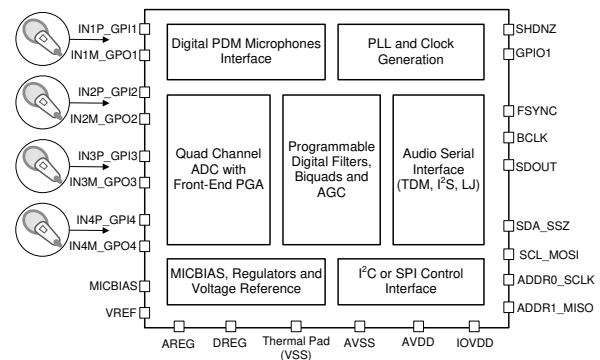 IN1P_GPI1
IN1M_GPO1
IN2P_GPI2
IN2M_GPO2
IN3P_GPI3
IN3M_GPO3
IN4P_GPI4
IN4M_GPO4
MICBIAS
VREF
Digital PDM Microphones
Interface
PLL and Clock
Generation
Quad Channel
ADC with
Front-End PGA
Programmable
Digital Filters,
Biquads and
AGC
Audio Serial
Interface
(TDM, I²S, LJ)
MICBIAS, Regulators and
Voltage Reference
I²C or SPI Control
Interface
SHDNZ
GPIO1
FSYNC
BCLK
SDOUT
SDA_SSZ
SCL_MOSI
ADDR0_SCLK
ADDR1_MISO
AREG
DREG
Thermal Pad
(VSS)
AVSS
AVDD
IOVDD